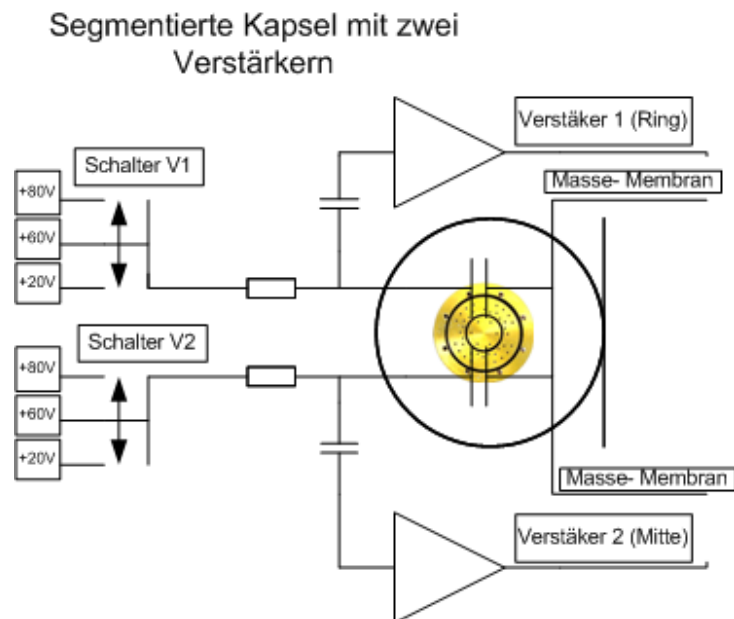 Segmentierte Kapsel mit zwei
Verstärkern
Verstäker 1 (Ring)
Schalter V1
Masse- Membran
+80V
+60V
+20V
Schalter V2
+80V
+60V
+20V
Masse- Membran
Verstäker 2 (Mitte)